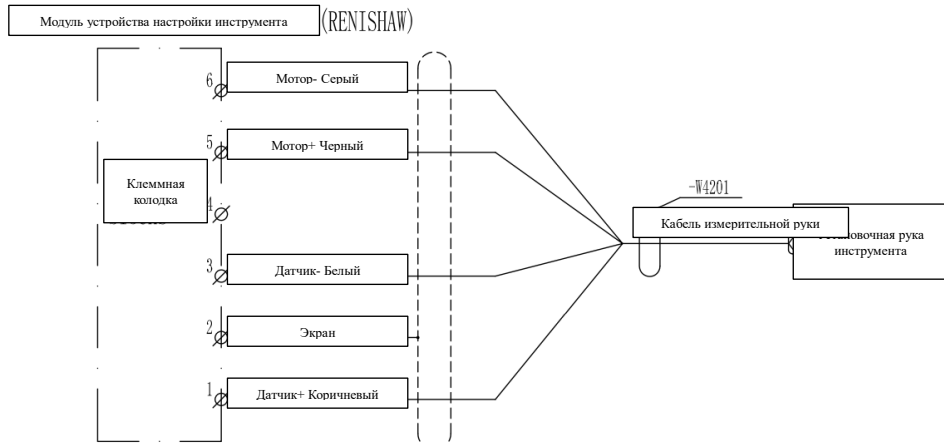 Модуль устройства настройки инструмента (RENISHAW)
6 Мотор- Серый
5 Мотор+ Черный
Клеммная
колодка
4
-W4201
Кабель измерительной руки
рука
инструмента
3 Датчик- Белый
2 Экран
1 Датчик+ Коричневый